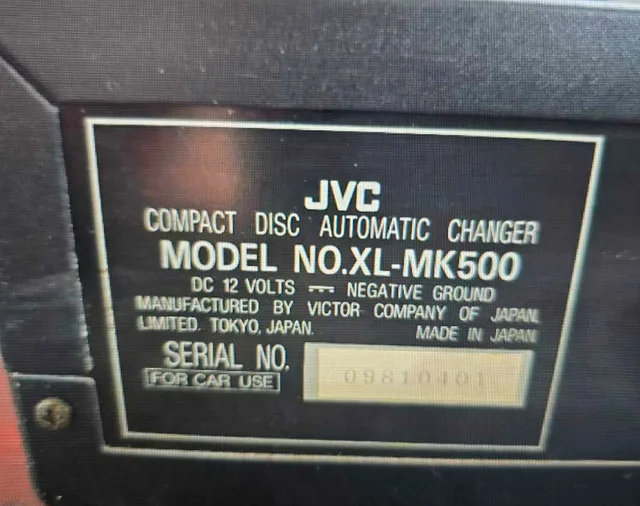 JVC
COMPACT DISC AUTOMATIC CHANGER
MODEL NO.XL-MK500
DC 12 VOLTS ⎓ NEGATIVE GROUND
MANUFACTURED BY VICTOR COMPANY OF JAPAN,
LIMITED. TOKYO, JAPAN. MADE IN JAPAN
SERIAL NO. 09810401
FOR CAR USE